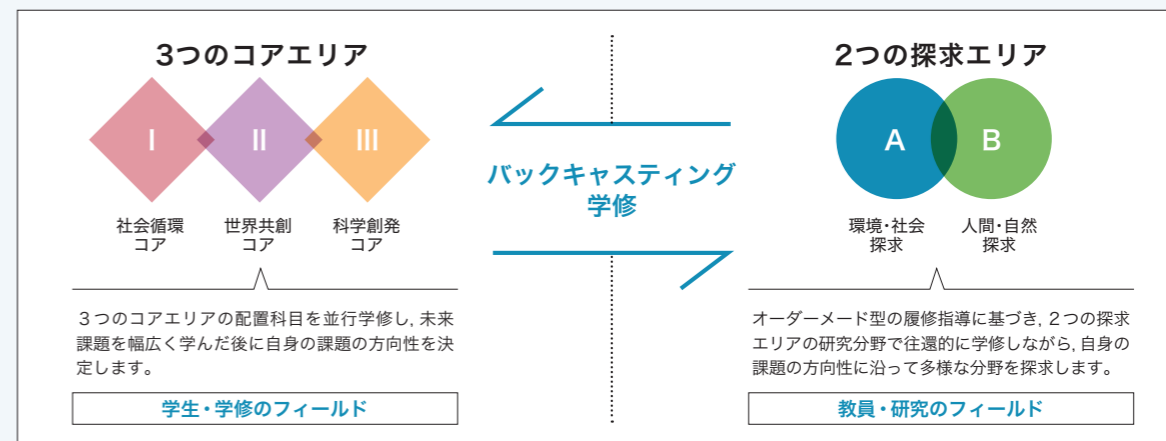 3つのコアエリア
I
II
III
社会循環
コア
世界共創
コア
科学創発
コア
3つのコアエリアの配置科目を並行学修し,未来
課題を幅広く学んだ後に自身の課題の方向性を決
定します。
学生・学修のフィールド
バックキャスティング
学修
2つの探求エリア
A
B
環境・社会
探求
人間・自然
探求
オーダーメード型の履修指導に基づき,2つの探求
エリアの研究分野で往還的に学修しながら,自身の
課題の方向性に沿って多様な分野を探求します。
教員・研究のフィールド